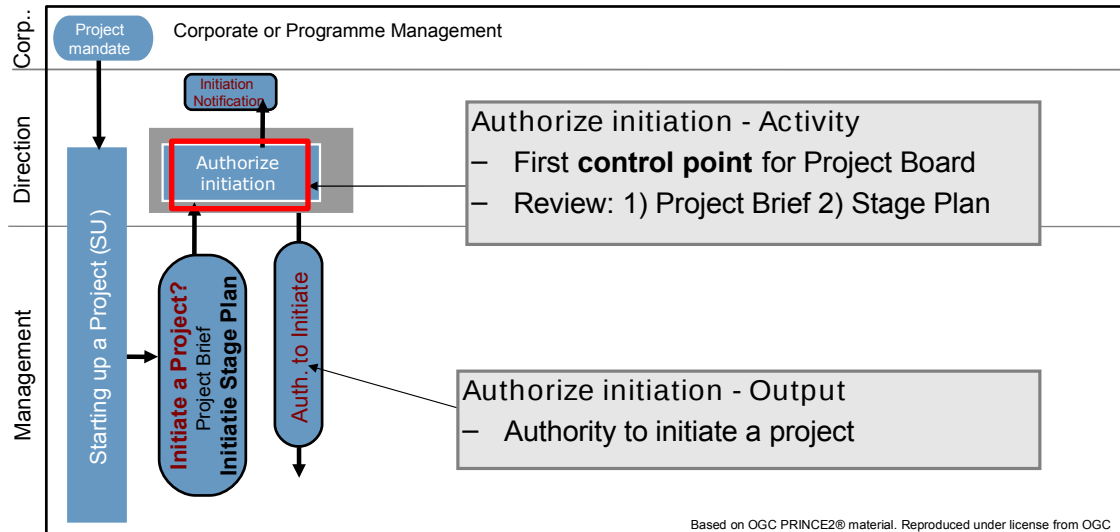 Corp..
Project
mandate
Corporate or Programme Management
Direction
Initiation
Notification
Authorize
initiation
Authorize initiation - Activity
– First control point for Project Board
– Review: 1) Project Brief 2) Stage Plan
Management
Starting up a Project (SU)
Initiate a Project?
Project Brief
Initiatie Stage Plan
Auth. to Initiate
Authorize initiation - Output
– Authority to initiate a project
Based on OGC PRINCE2® material. Reproduced under license from OGC